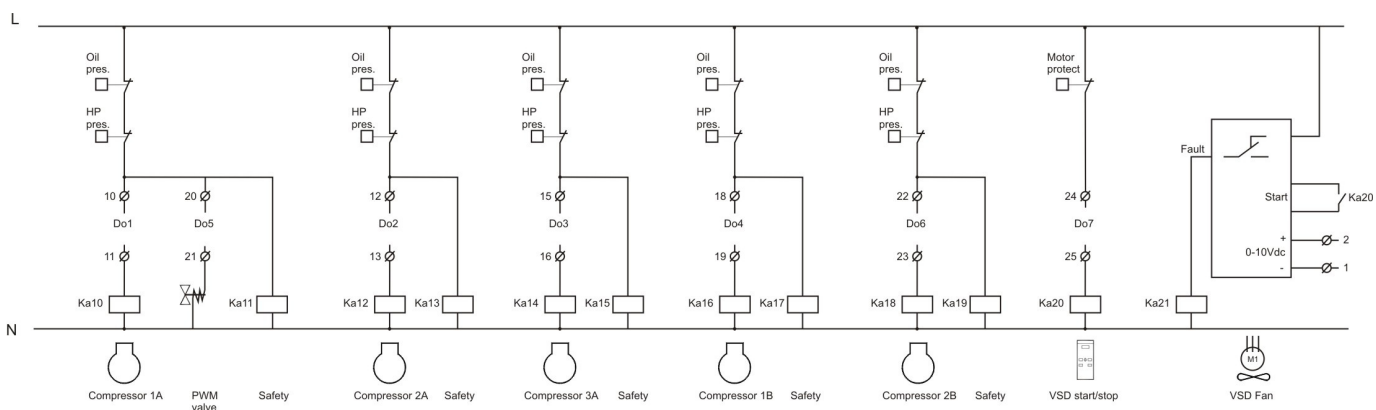 L
Oil
pres.
Oil
pres.
Oil
pres.
Oil
pres.
Oil
pres.
Motor
protect
HP
pres.
HP
pres.
HP
pres.
HP
pres.
HP
pres.
Fault
10
20
12
15
18
22
24
Start
Ka20
Do1
Do5
Do2
Do3
Do4
Do6
Do7
+
2
0-10Vdc
11
21
13
16
19
23
25
-
1
Ka10
Ka11
Ka12
Ka13
Ka14
Ka15
Ka16
Ka17
Ka18
Ka19
Ka20
Ka21
N
M1
Compressor 1A
PWM
valve
Safety
Compressor 2A
Safety
Compressor 3A
Safety
Compressor 1B
Safety
Compressor 2B
Safety
VSD start/stop
VSD Fan